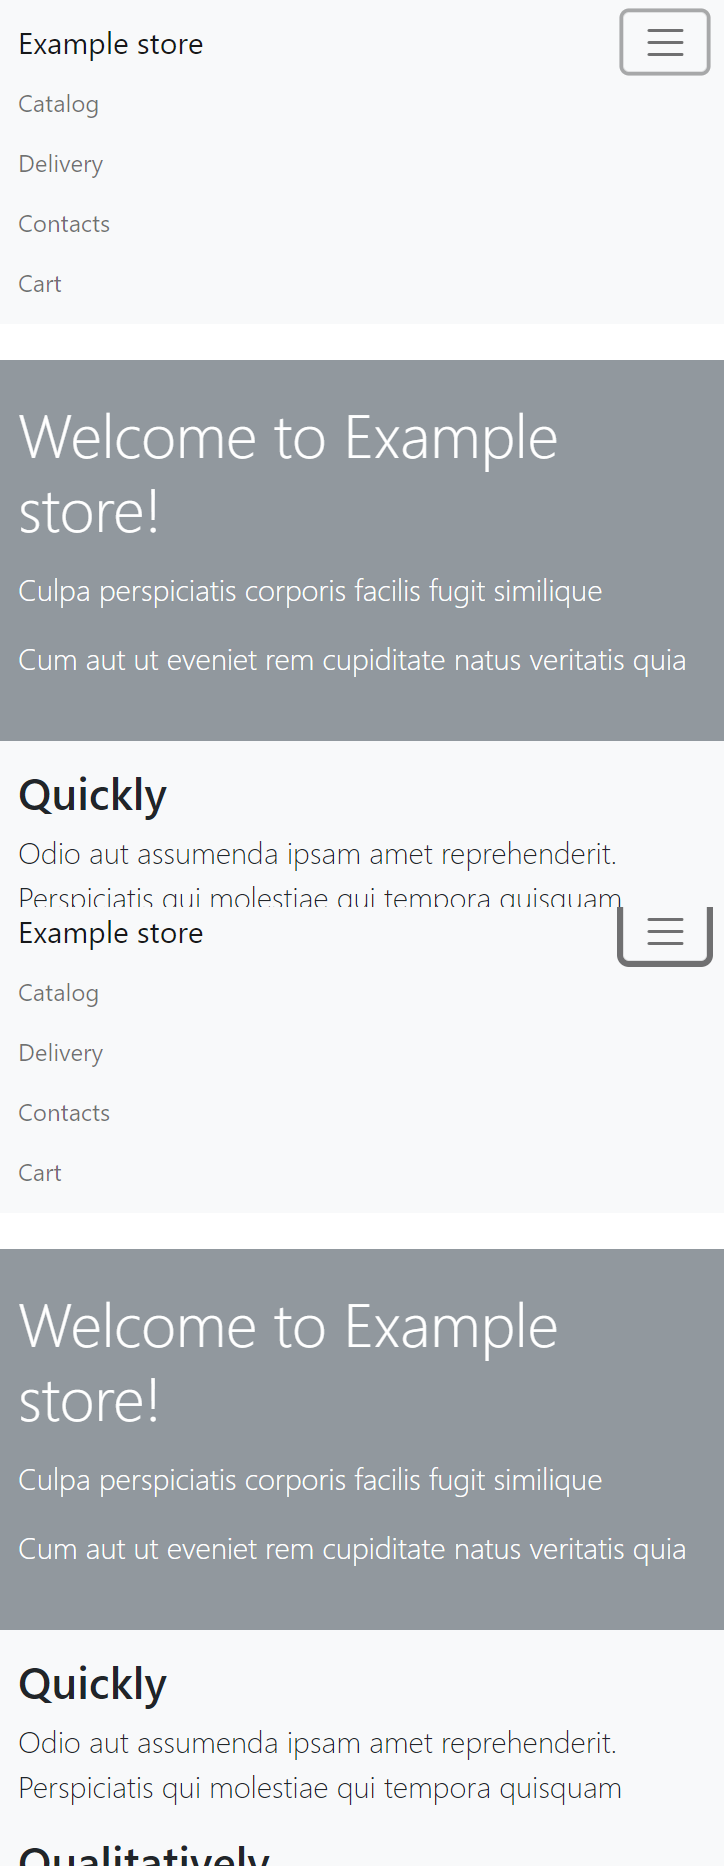 Example store
Catalog
Delivery
Contacts
Cart
Welcome to Example
store!
Culpa perspiciatis corporis facilis fugit similique
Cum aut ut eveniet rem cupiditate natus veritatis quia
Quickly
Odio aut assumenda ipsam amet reprehenderit.
Perspiciatis qui molestiae qui tempora quisquam
Example store
Catalog
Delivery
Contacts
Cart
Welcome to Example
store!
Culpa perspiciatis corporis facilis fugit similique
Cum aut ut eveniet rem cupiditate natus veritatis quia
Quickly
Odio aut assumenda ipsam amet reprehenderit.
Perspiciatis qui molestiae qui tempora quisquam
Qualitatively